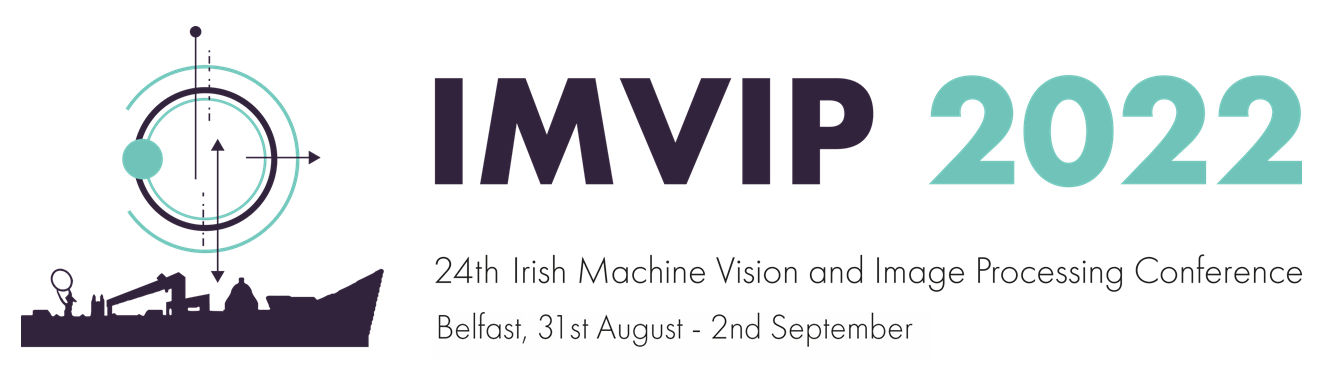 IMVIP 2022
24th Irish Machine Vision and Image Processing Conference
Belfast, 31st August - 2nd September